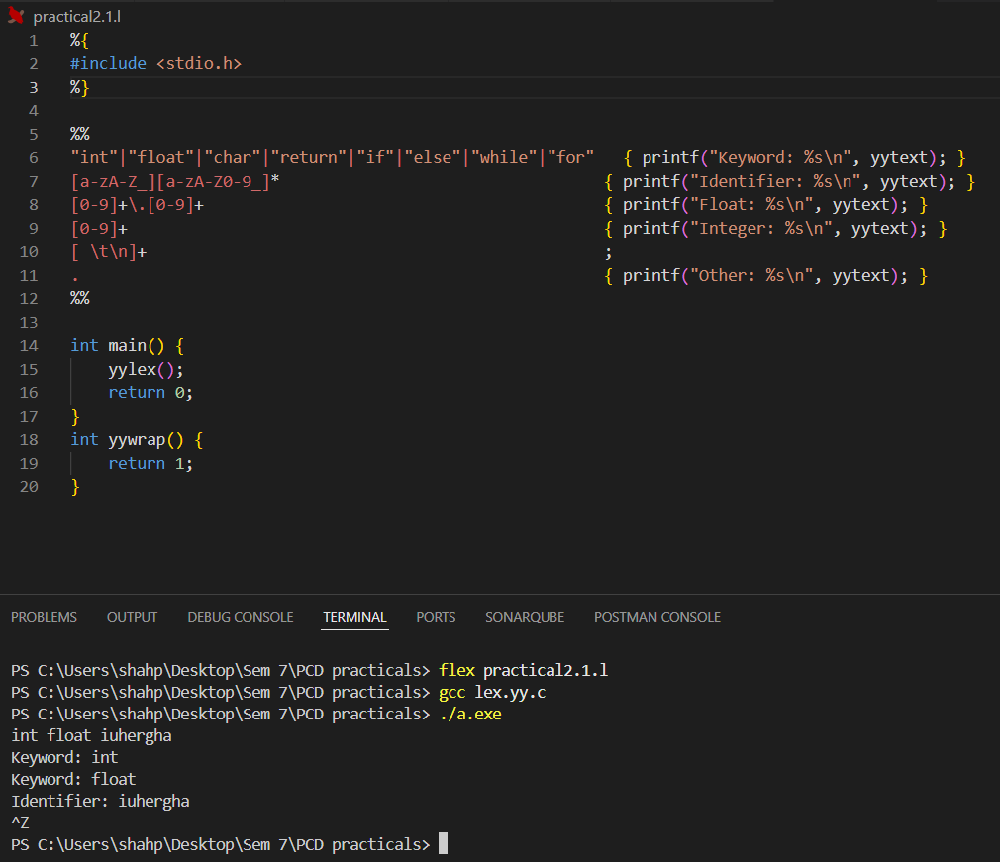 practical2.1.l
1 %{
2 #include <stdio.h>
3 %}
4
5 %%
6 "int"|"float"|"char"|"return"|"if"|"else"|"while"|"for" { printf("Keyword: %s\n", yytext); }
7 [a-zA-Z_][a-zA-Z0-9_]* { printf("Identifier: %s\n", yytext); }
8 [0-9]+\.[0-9]+ { printf("Float: %s\n", yytext); }
9 [0-9]+ { printf("Integer: %s\n", yytext); }
10 [ \t\n]+ ;
11 . { printf("Other: %s\n", yytext); }
12 %%
13
14 int main() {
15     yylex();
16     return 0;
17 }
18 int yywrap() {
19     return 1;
20 }
PROBLEMS OUTPUT DEBUG CONSOLE TERMINAL PORTS SONARQUBE POSTMAN CONSOLE
PS C:\Users\shahp\Desktop\Sem 7\PCD practicals> flex practical2.1.l
PS C:\Users\shahp\Desktop\Sem 7\PCD practicals> gcc lex.yy.c
PS C:\Users\shahp\Desktop\Sem 7\PCD practicals> ./a.exe
int float iuhergha
Keyword: int
Keyword: float
Identifier: iuhergha
^Z
PS C:\Users\shahp\Desktop\Sem 7\PCD practicals>